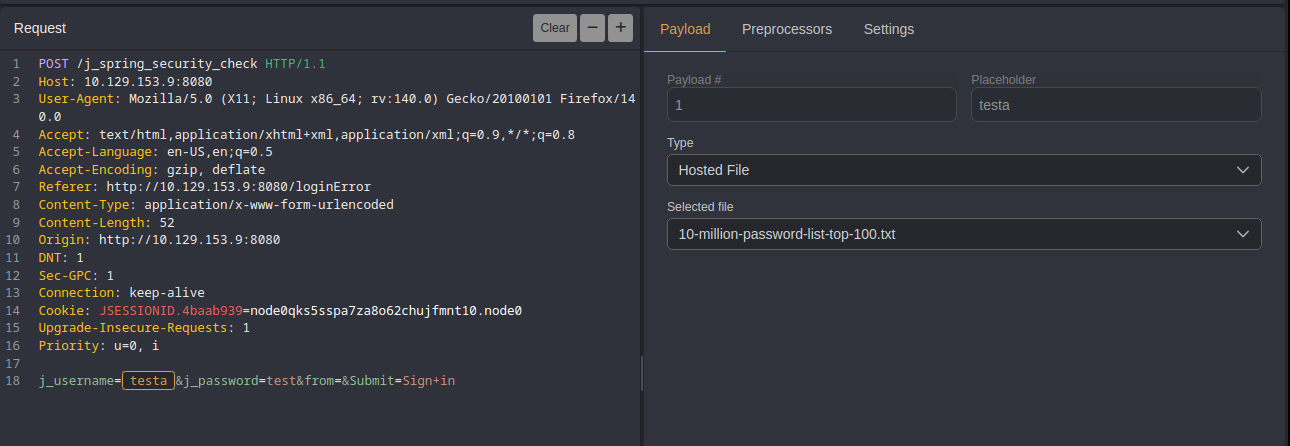 Request
Clear
−
+
1 POST /j_spring_security_check HTTP/1.1
2 Host: 10.129.153.9:8080
3 User-Agent: Mozilla/5.0 (X11; Linux x86_64; rv:140.0) Gecko/20100101 Firefox/14
0.0
4 Accept: text/html,application/xhtml+xml,application/xml;q=0.9,*/*;q=0.8
5 Accept-Language: en-US,en;q=0.5
6 Accept-Encoding: gzip, deflate
7 Referer: http://10.129.153.9:8080/loginError
8 Content-Type: application/x-www-form-urlencoded
9 Content-Length: 52
10 Origin: http://10.129.153.9:8080
11 DNT: 1
12 Sec-GPC: 1
13 Connection: keep-alive
14 Cookie: JSESSIONID.4baab939=node0qks5sspa7za8o62chujfmnt10.node0
15 Upgrade-Insecure-Requests: 1
16 Priority: u=0, i
17
18 j_username=testa&j_password=test&from=&Submit=Sign+in
Payload Preprocessors Settings
Payload # Placeholder
1 testa
Type
Hosted File
Selected file
10-million-password-list-top-100.txt